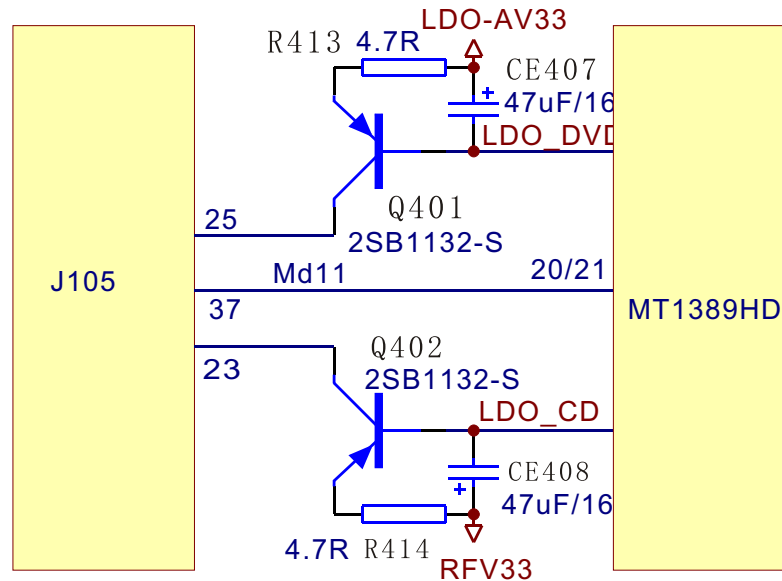 LDO-AV33
R413 4.7R
CE407
47uF/16
LDO_DVD
Q401
25
2SB1132-S
Md11
20/21
J105
MT1389HD
37
Q402
23
2SB1132-S
LDO_CD
CE408
47uF/16
4.7R R414
RFV33